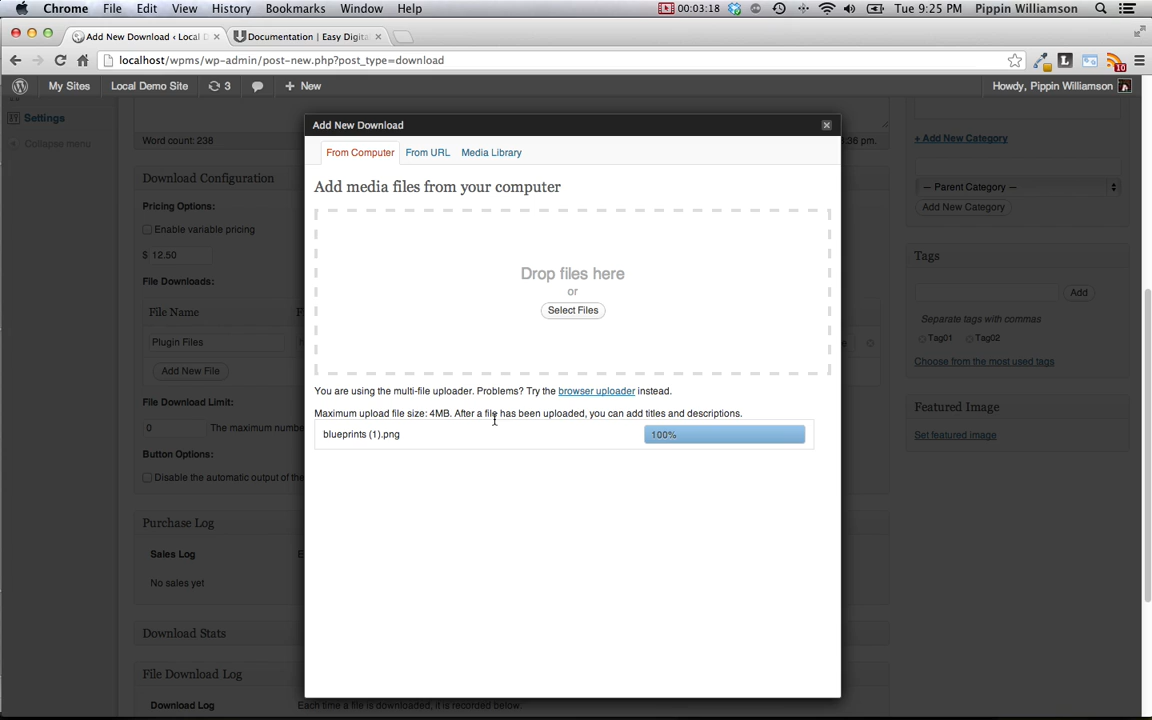 Chrome File Edit View History Bookmarks Window Help 00:03:18 Tue 9:25 PM Pippin Williamson
Add New Download ‹ Local D Documentation | Easy Digita
localhost/wpms/wp-admin/post-new.php?post_type=download 10
My Sites Local Demo Site 3 + New Howdy, Pippin Williamson
Settings
Collapse menu
Word count: 238
:36 pm.
Download Configuration
Pricing Options:
Enable variable pricing
$ 12.50
File Downloads:
File Name
Plugin Files
Add New File
File Download Limit:
0 The maximum numbe
Button Options:
Disable the automatic output of the
Purchase Log
Sales Log
No sales yet
Download Stats
File Download Log
Download Log Each time a file is downloaded, it is recorded below.
Add New Download
From Computer From URL Media Library
Add media files from your computer
Drop files here
or
Select Files
You are using the multi-file uploader. Problems? Try the browser uploader instead.
Maximum upload file size: 4MB. After a file has been uploaded, you can add titles and descriptions.
blueprints (1).png 100%
+ Add New Category
— Parent Category —
Add New Category
Tags
Add
Separate tags with commas
Tag01 Tag02
Choose from the most used tags
Featured Image
Set featured image